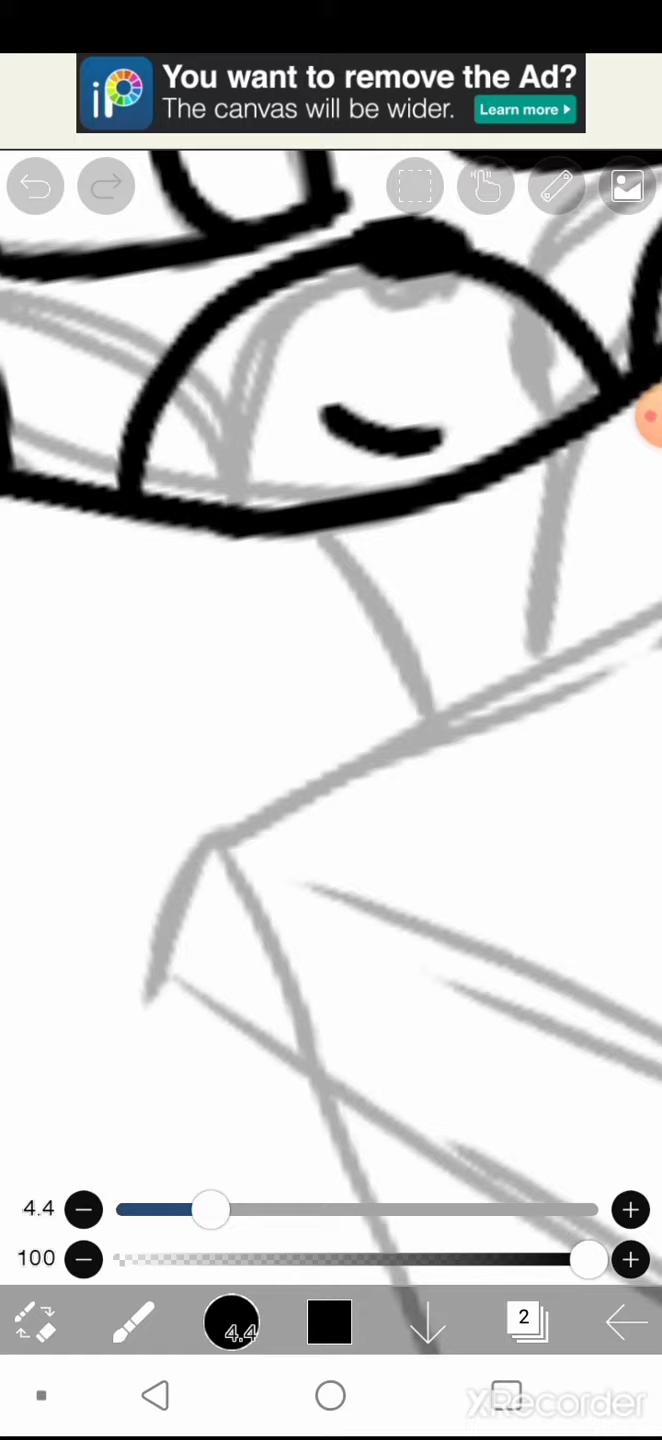 iP
You want to remove the Ad?
The canvas will be wider.
Learn more
4.4
100
4.4
2
XRecorder